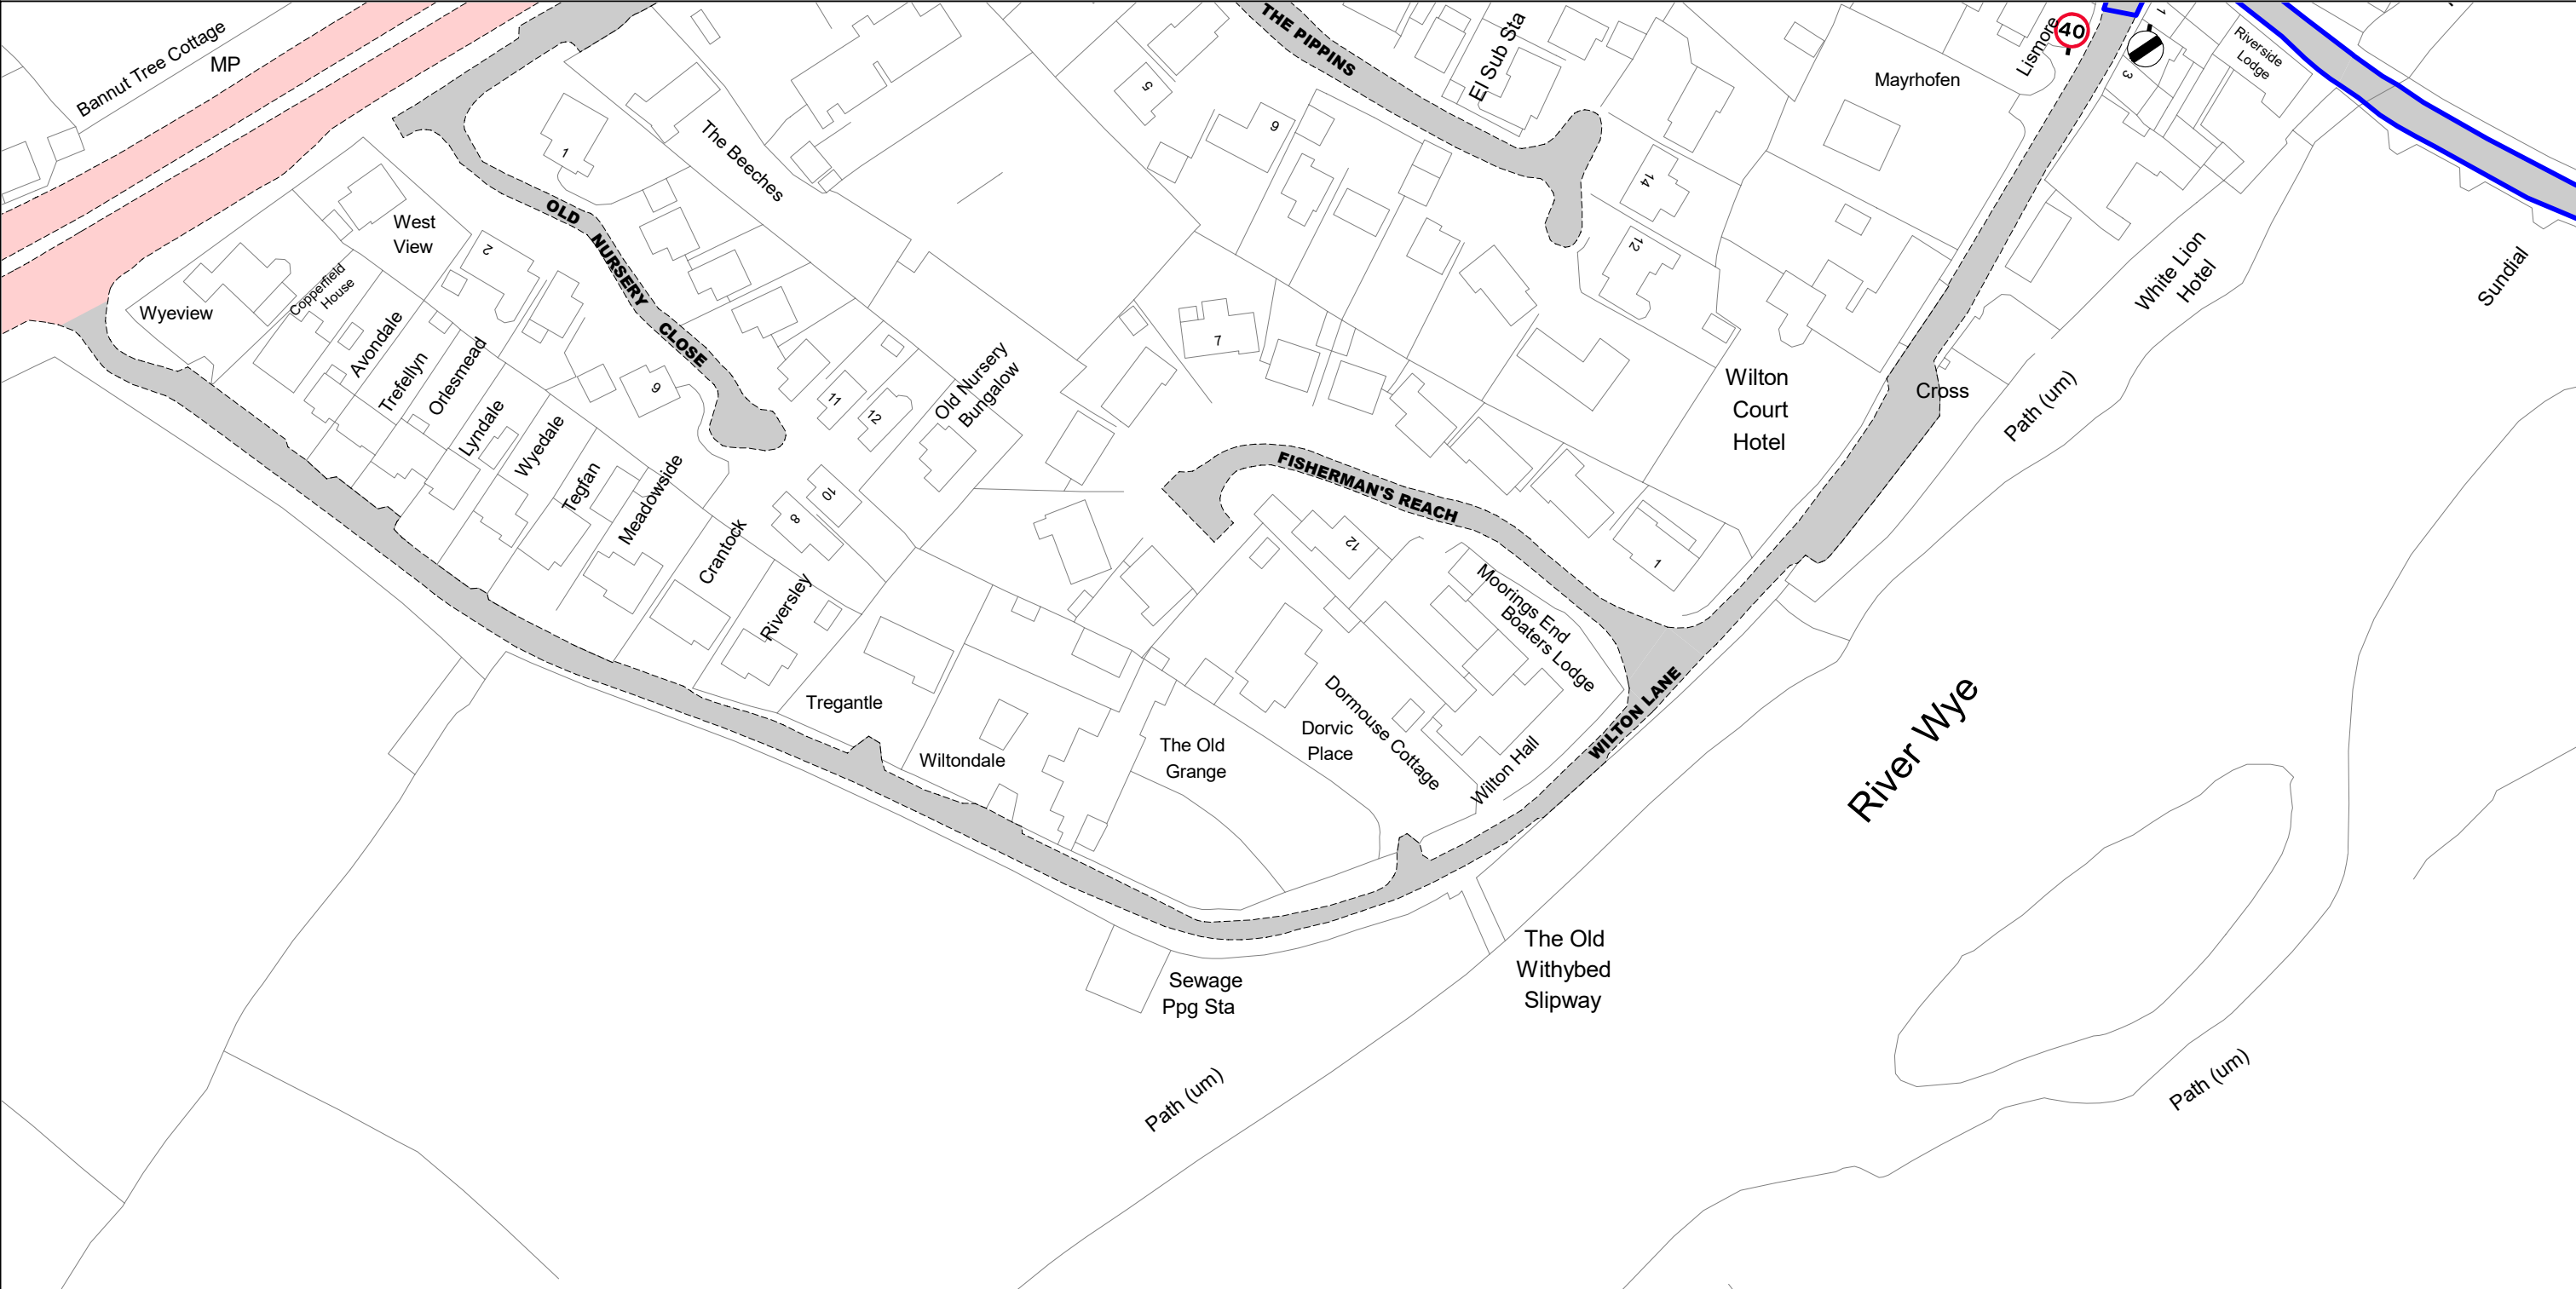 Bannut Tree Cottage
MP
THE PIPPINS
El Sub Sta
Lismore
40
1
3
Riverside
Lodge
Mayrhofen
5
9
1
The Beeches
14
12
OLD
NURSERY
CLOSE
West
View
2
Copperfield
House
Wyeview
Avondale
Trefellyn
Orlesmead
Lyndale
Wyedale
Tegfan
Meadowside
Crantock
Riversley
9
11
12
10
8
Old Nursery
Bungalow
7
White Lion
Hotel
Sundial
Wilton
Court
Hotel
Cross
Path (um)
FISHERMAN'S REACH
12
1
Moorings End
Boaters Lodge
WILTON LANE
Tregantle
Wiltondale
The Old
Grange
Dorvic
Place
Dormouse Cottage
Wilton Hall
River Wye
The Old
Withybed
Slipway
Sewage
Ppg Sta
Path (um)
Path (um)